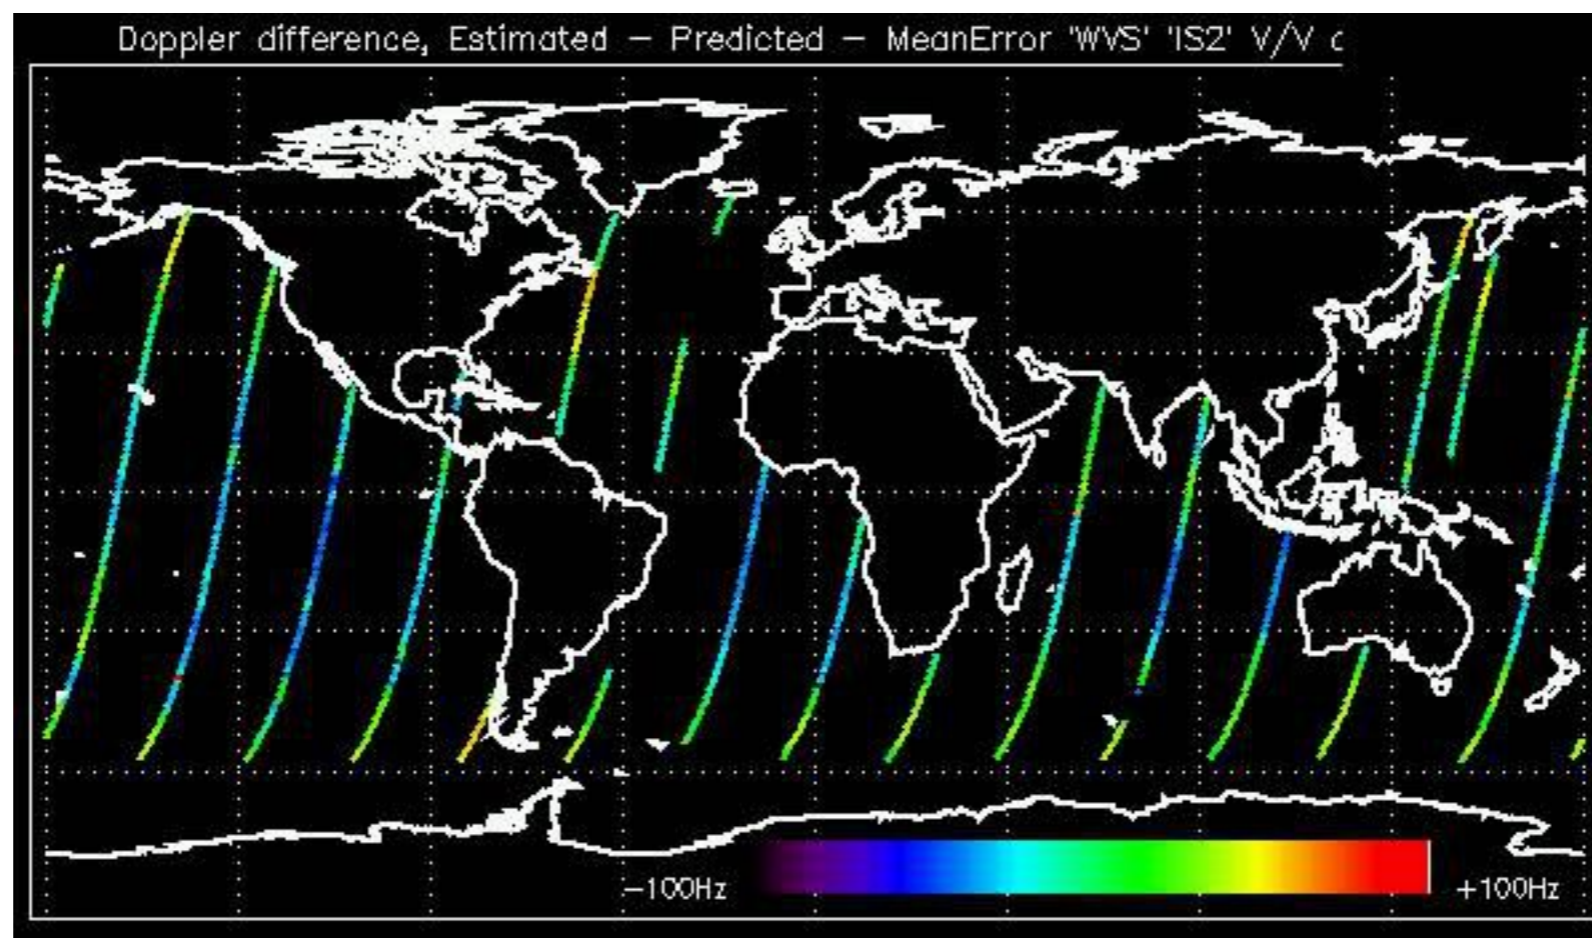 Doppler difference, Estimated – Predicted – MeanError 'WVS' 'IS2' V/V c
–100Hz +100Hz